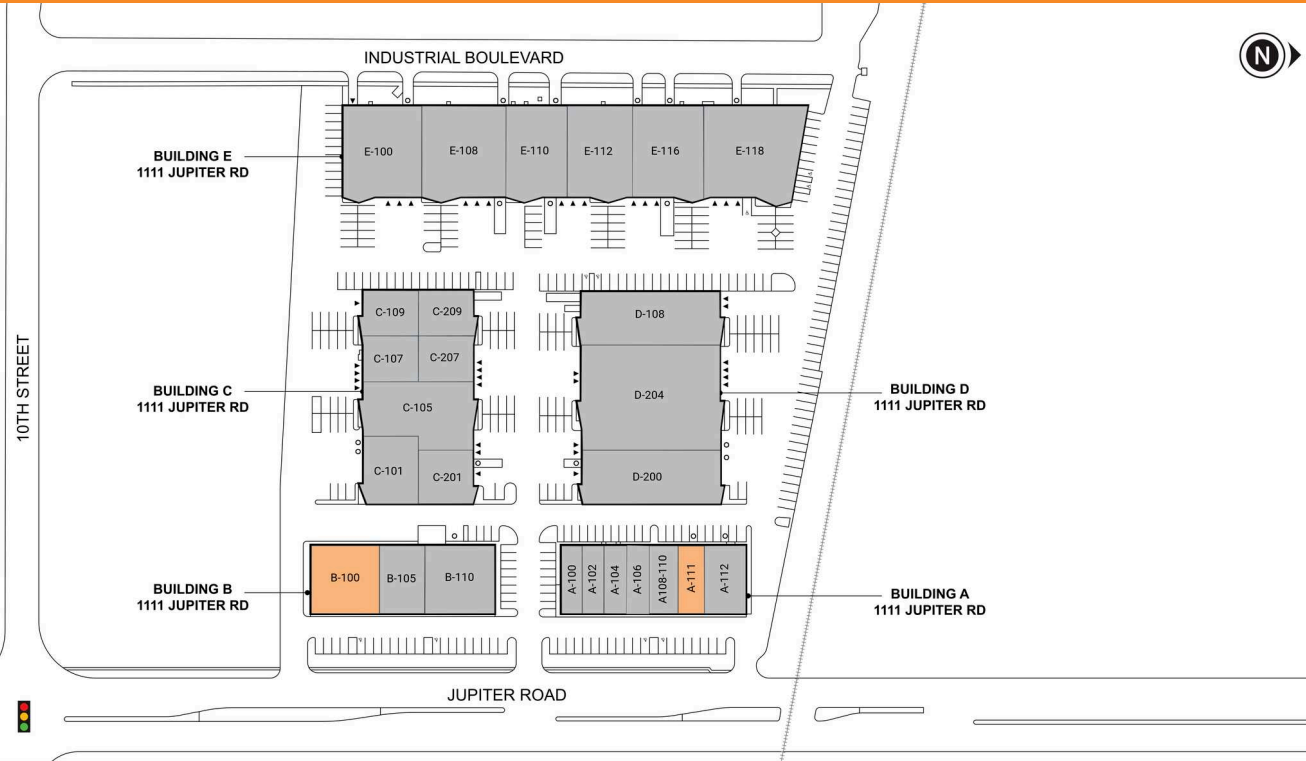 INDUSTRIAL BOULEVARD
N
BUILDING E
1111 JUPITER RD
E-100
E-108
E-110
E-112
E-116
E-118
10TH STREET
C-109
C-209
C-107
C-207
C-105
C-101
C-201
BUILDING C
1111 JUPITER RD
D-108
D-204
D-200
BUILDING D
1111 JUPITER RD
BUILDING B
1111 JUPITER RD
B-100
B-105
B-110
A-100
A-102
A-104
A-106
A108-110
A-111
A-112
BUILDING A
1111 JUPITER RD
JUPITER ROAD